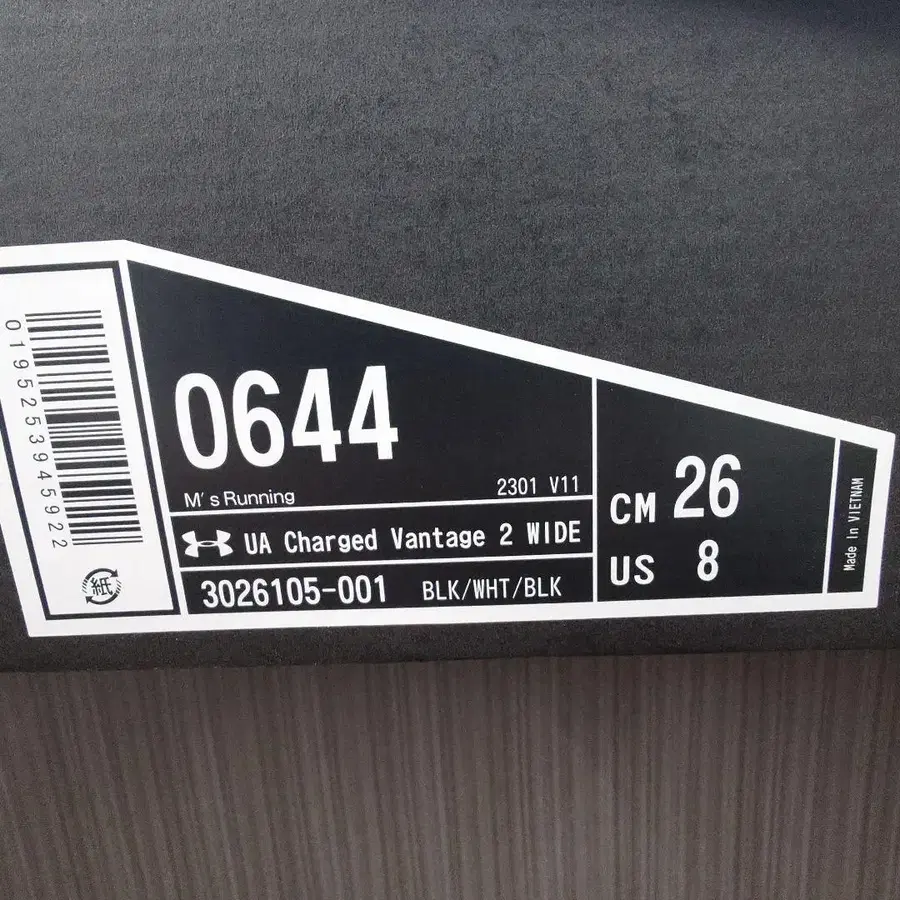 0195253945922
紙
0644
M's Running
2301 V11
UA Charged Vantage 2 WIDE
3026105-001 BLK/WHT/BLK
CM 26
US 8
Made In VIETNAM